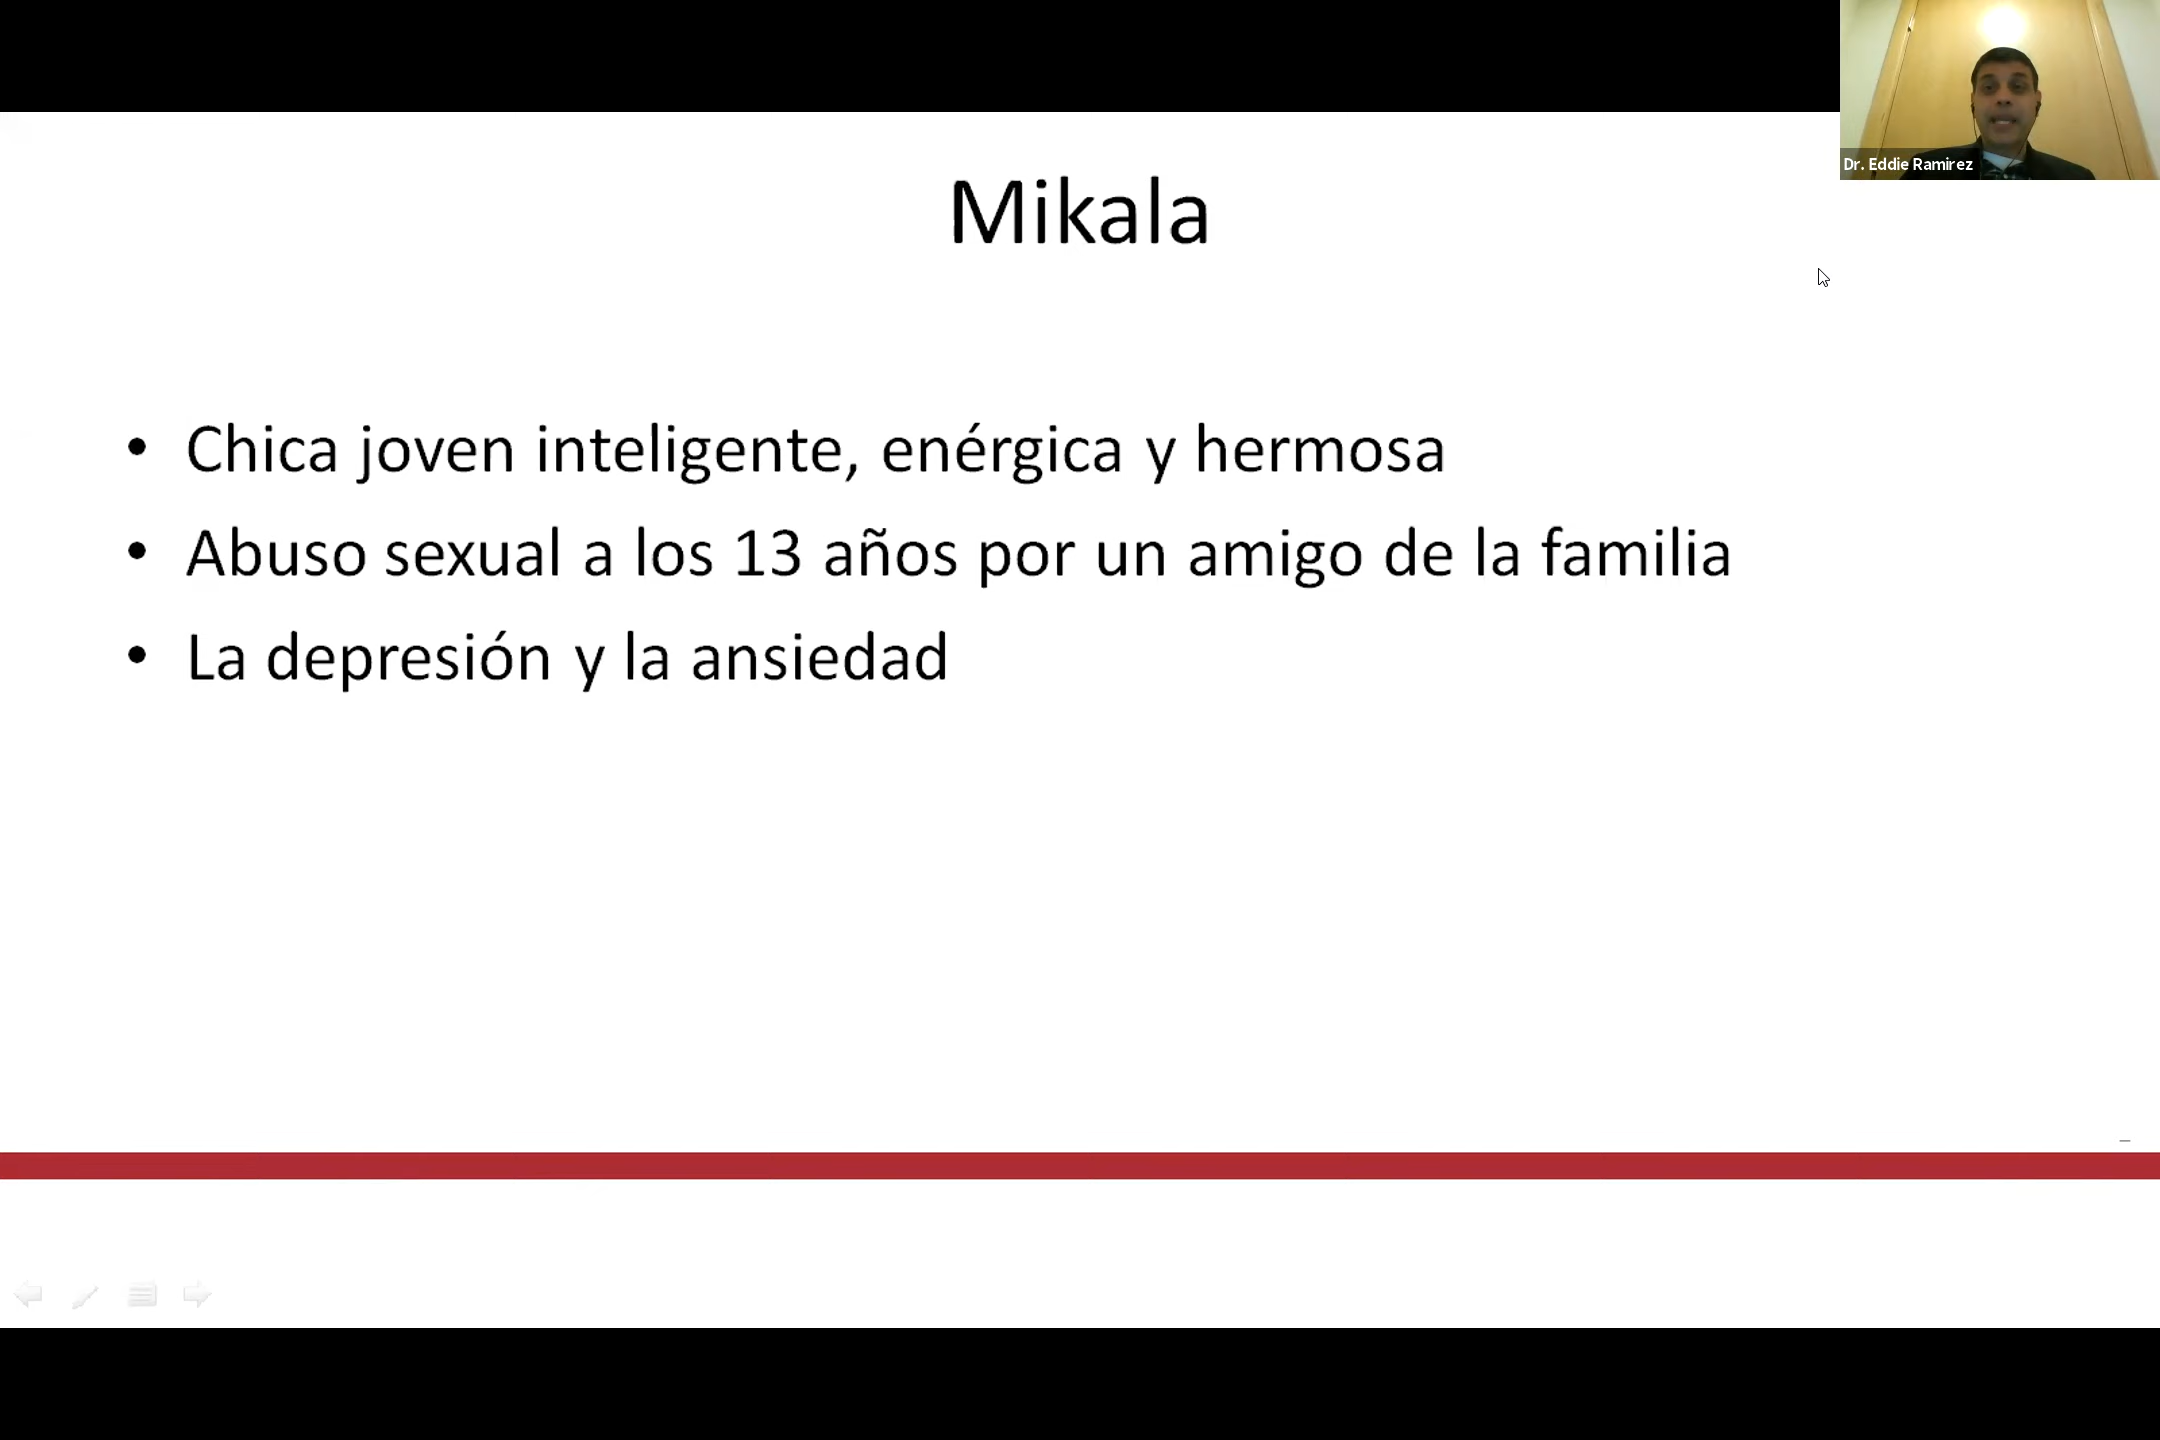 Dr. Eddie Ramirez
Mikala
• Chica joven inteligente, enérgica y hermosa
• Abuso sexual a los 13 años por un amigo de la familia
• La depresión y la ansiedad